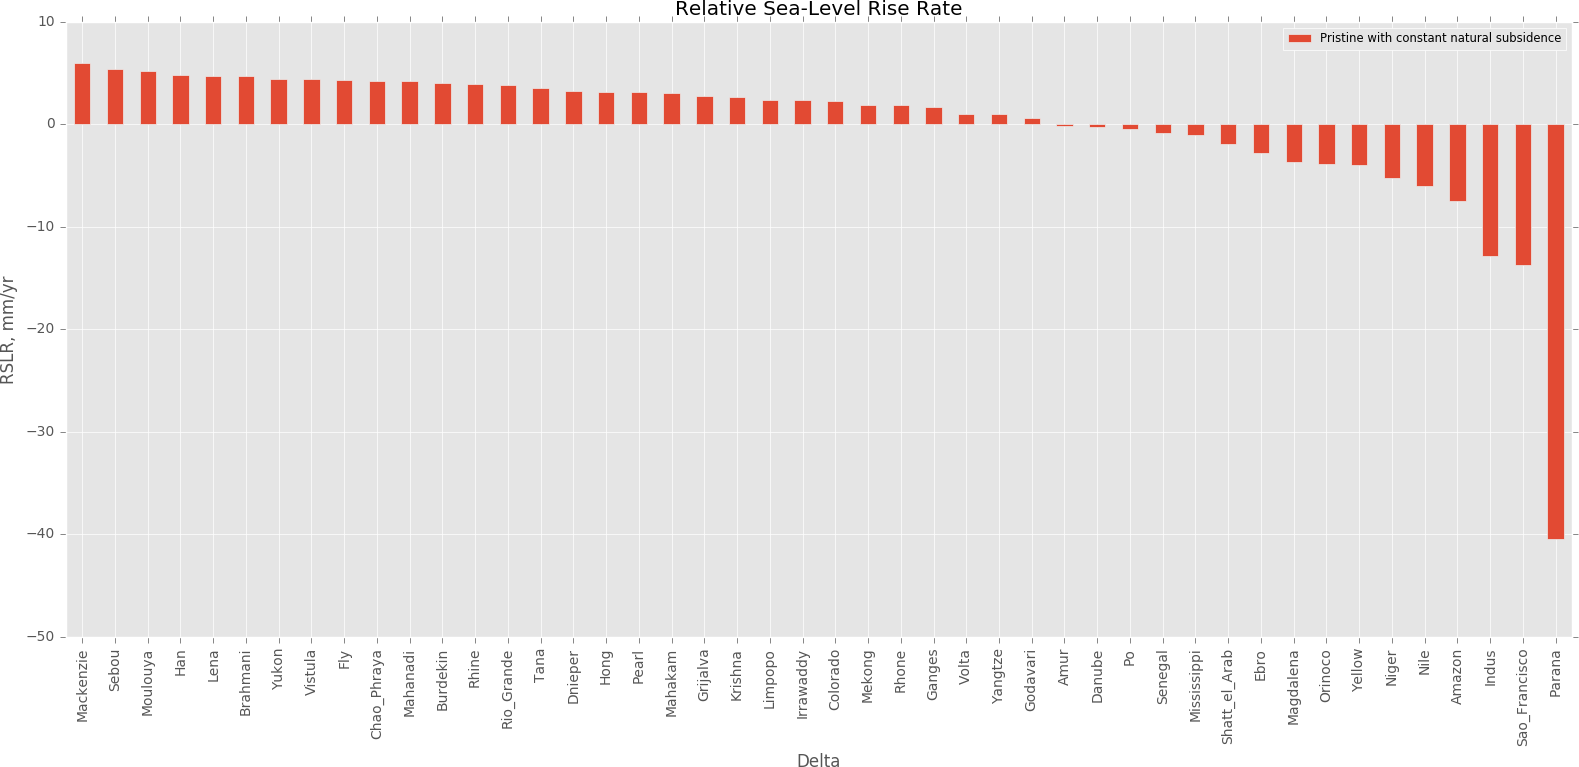 Relative Sea-Level Rise Rate
Pristine with constant natural subsidence
RSLR, mm/yr
10
0
−10
−20
−30
−40
−50
Mackenzie
Sebou
Moulouya
Han
Lena
Brahmani
Yukon
Vistula
Fly
Chao_Phraya
Mahanadi
Burdekin
Rhine
Rio_Grande
Tana
Dnieper
Hong
Pearl
Mahakam
Grijalva
Krishna
Limpopo
Irrawaddy
Colorado
Mekong
Rhone
Ganges
Volta
Yangtze
Godavari
Amur
Danube
Po
Senegal
Mississippi
Shatt_el_Arab
Ebro
Magdalena
Orinoco
Yellow
Niger
Nile
Amazon
Indus
Sao_Francisco
Parana
Delta